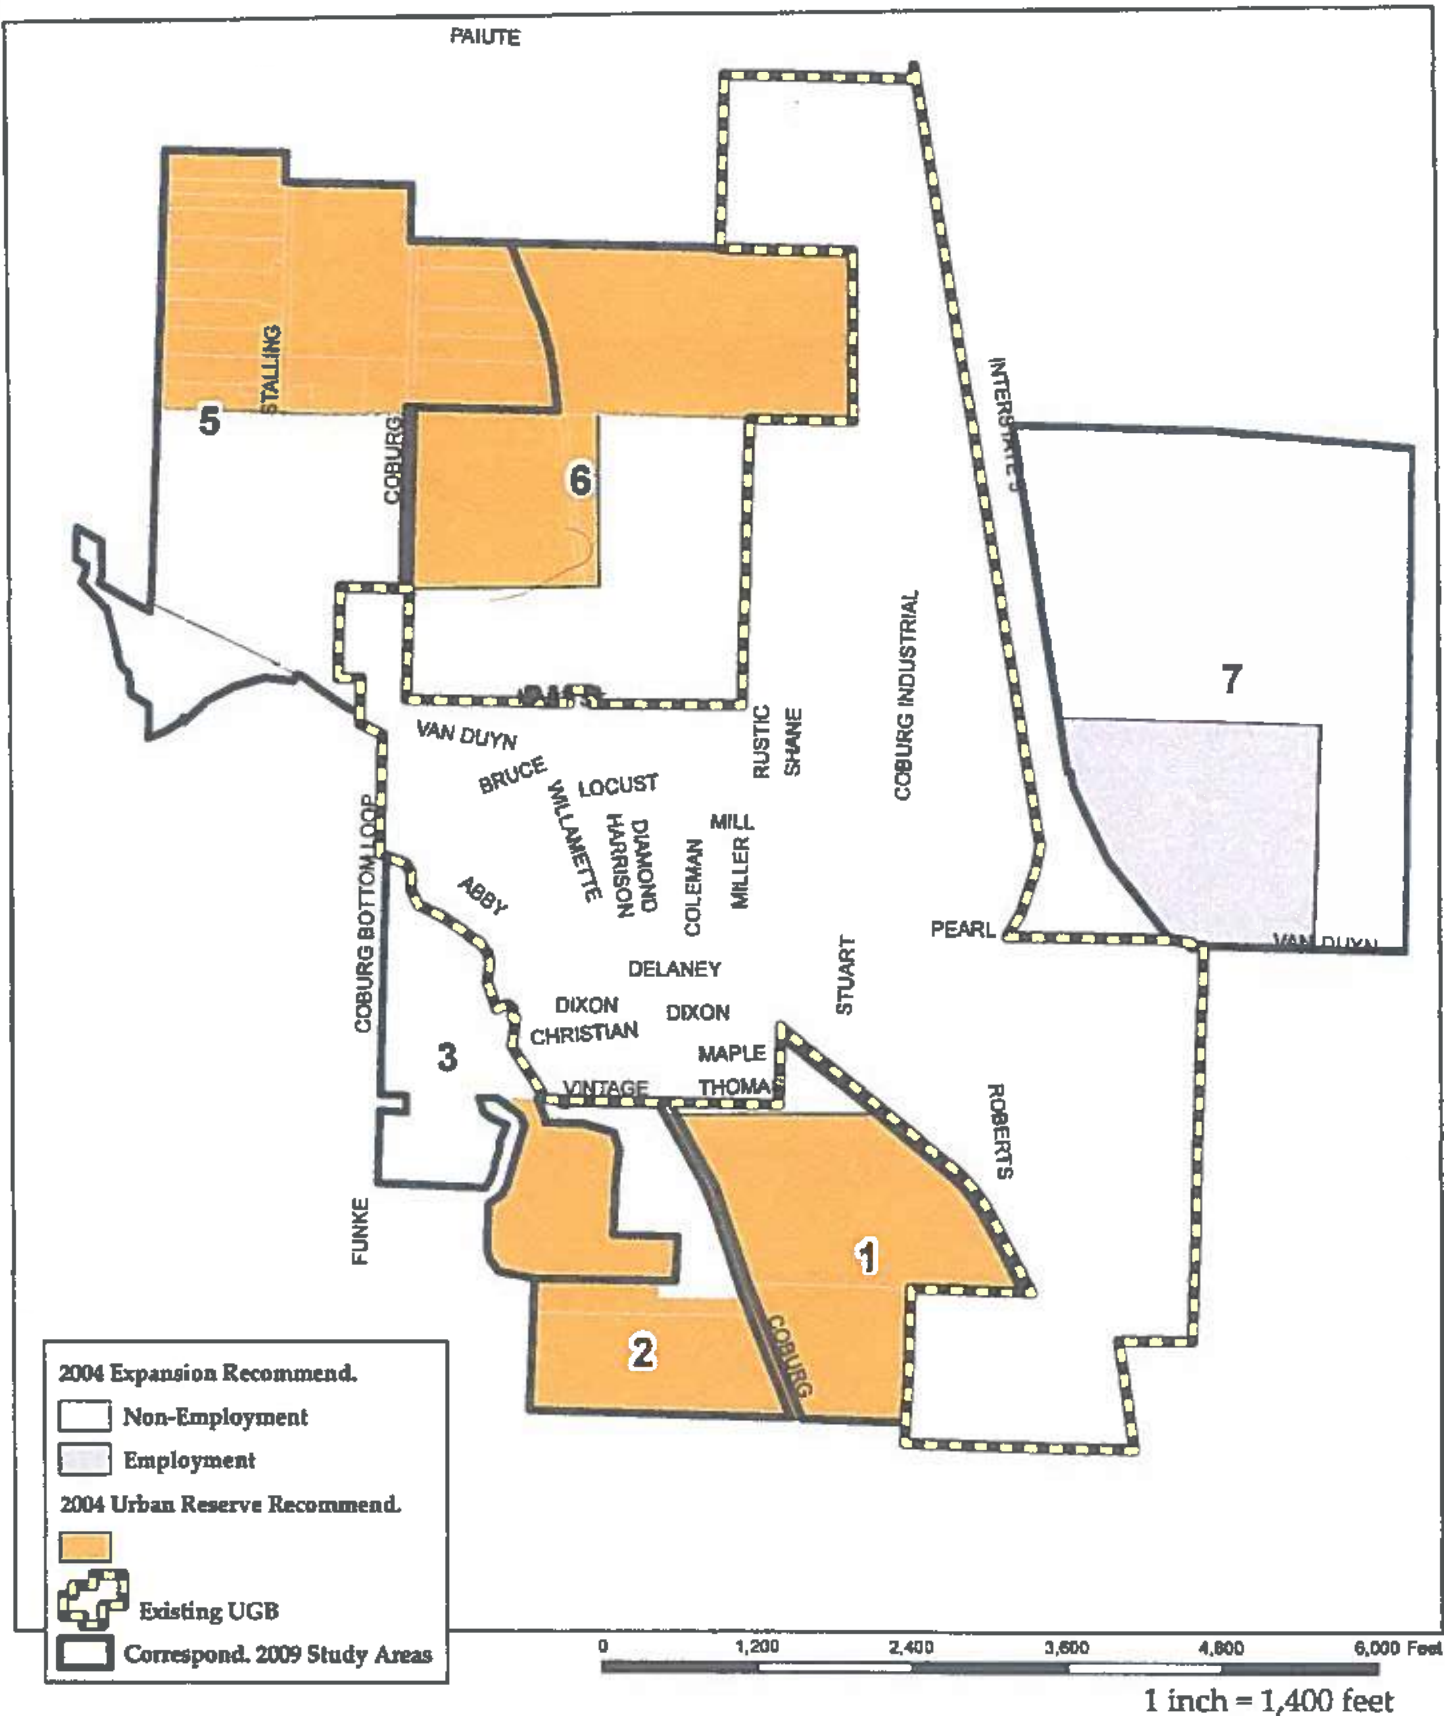 PAIUTE
STALLING
5
COBURG
6
INTERSTATE 5
7
COBURG INDUSTRIAL
RUSTIC
SHANE
VAN DUYN
BRUCE
LOCUST
WILLAMETTE
HARRISON
DIAMOND
MILL
MILLER
COLEMAN
COBURG BOTTOM LOOP
ABBY
PEARL
VAN DUYN
DELANEY
STUART
DIXON
DIXON
CHRISTIAN
MAPLE
3
VINTAGE
THOMAS
ROBERTS
FUNKE
1
2
COBURG
2004 Expansion Recommend.
Non-Employment
Employment
2004 Urban Reserve Recommend.
Existing UGB
Correspond. 2009 Study Areas
0 1,200 2,400 3,600 4,800 6,000 Feet
1 inch = 1,400 feet